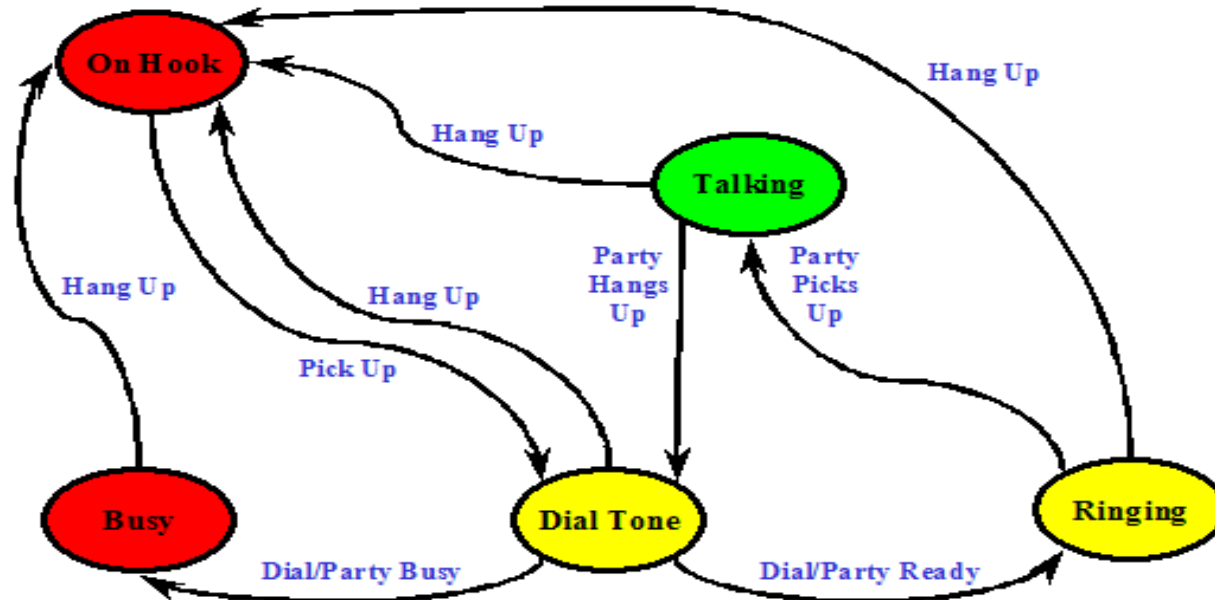 On Hook
Hang Up
Hang Up
Talking
Party
Hangs
Up
Party
Picks
Up
Hang Up
Hang Up
Pick Up
Busy
Dial Tone
Ringing
Dial/Party Busy
Dial/Party Ready